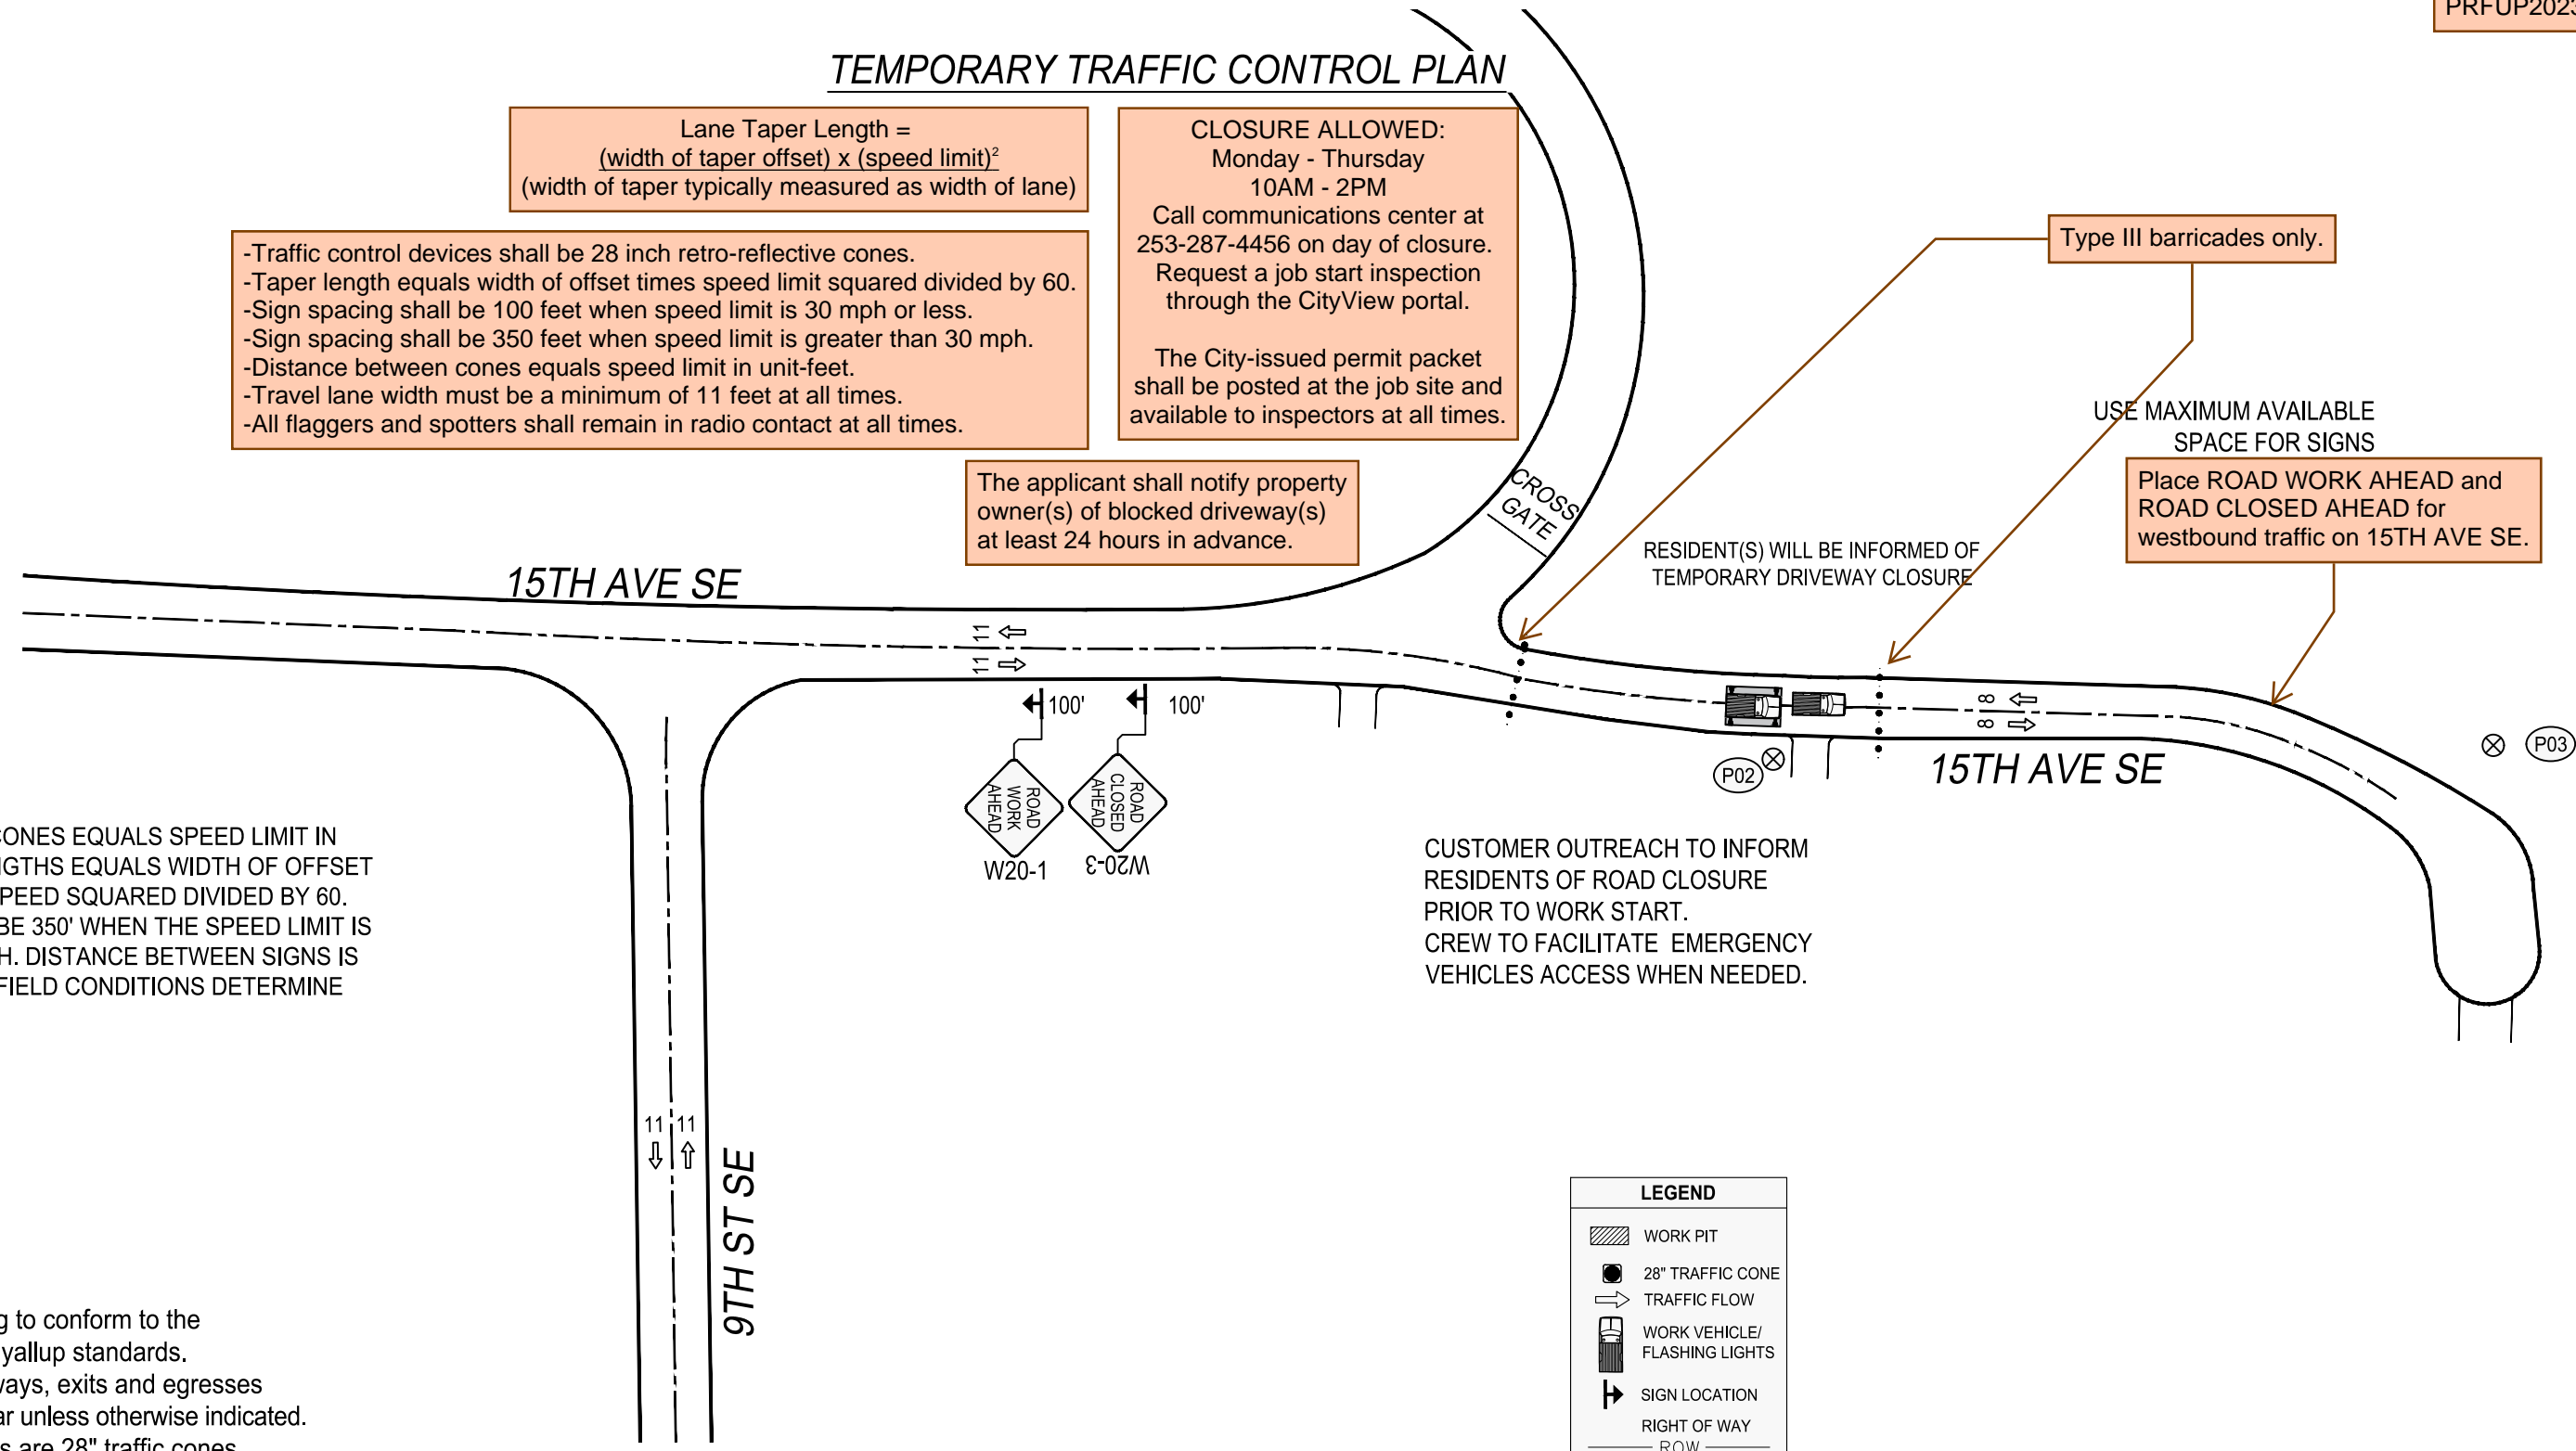 PRFUP2023
TEMPORARY TRAFFIC CONTROL PLAN
Lane Taper Length =
(width of taper offset) x (speed limit)²
(width of taper typically measured as width of lane)
CLOSURE ALLOWED:
Monday - Thursday
10AM - 2PM
Call communications center at
253-287-4456 on day of closure.
Request a job start inspection
through the CityView portal.
The City-issued permit packet
shall be posted at the job site and
available to inspectors at all times.
-Traffic control devices shall be 28 inch retro-reflective cones.
-Taper length equals width of offset times speed limit squared divided by 60.
-Sign spacing shall be 100 feet when speed limit is 30 mph or less.
-Sign spacing shall be 350 feet when speed limit is greater than 30 mph.
-Distance between cones equals speed limit in unit-feet.
-Travel lane width must be a minimum of 11 feet at all times.
-All flaggers and spotters shall remain in radio contact at all times.
Type III barricades only.
USE MAXIMUM AVAILABLE
SPACE FOR SIGNS
Place ROAD WORK AHEAD and
ROAD CLOSED AHEAD for
westbound traffic on 15TH AVE SE.
The applicant shall notify property
owner(s) of blocked driveway(s)
at least 24 hours in advance.
CROSS
GATE
RESIDENT(S) WILL BE INFORMED OF
TEMPORARY DRIVEWAY CLOSURE
15TH AVE SE
11
11
100'
100'
8
8
15TH AVE SE
P02
P03
ROAD
WORK
AHEAD
W20-1
ROAD
CLOSED
AHEAD
W20-3
CONES EQUALS SPEED LIMIT IN
NGTHS EQUALS WIDTH OF OFFSET
SPEED SQUARED DIVIDED BY 60.
BE 350' WHEN THE SPEED LIMIT IS
H. DISTANCE BETWEEN SIGNS IS
FIELD CONDITIONS DETERMINE
CUSTOMER OUTREACH TO INFORM
RESIDENTS OF ROAD CLOSURE
PRIOR TO WORK START.
CREW TO FACILITATE EMERGENCY
VEHICLES ACCESS WHEN NEEDED.
11 11
9TH ST SE
g to conform to the
yallup standards.
ways, exits and egresses
ar unless otherwise indicated.
s are 28" traffic cones
LEGEND
WORK PIT
28" TRAFFIC CONE
TRAFFIC FLOW
WORK VEHICLE/
FLASHING LIGHTS
SIGN LOCATION
RIGHT OF WAY
ROW